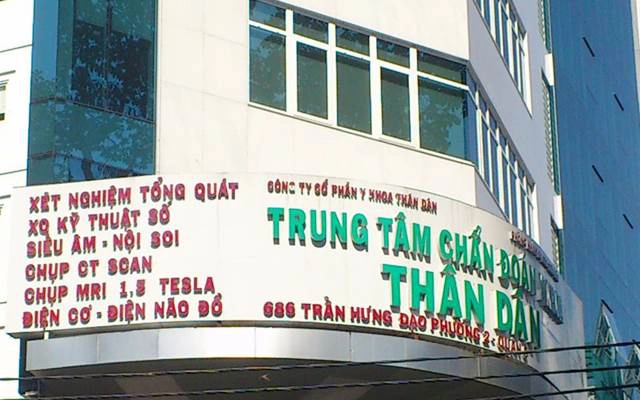 XÉT NGHIỆM TỔNG QUÁT
XQ KỸ THUẬT SỐ
SIÊU ÂM - NỘI SOI
CHỤP CT SCAN
CHỤP MRI 1.5 TESLA
ĐIỆN CƠ - ĐIỆN NÃO ĐỒ
CÔNG TY CỔ PHẦN Y KHOA THÂN DÂN
TRUNG TÂM CHẨN ĐOÁN
THÂN DÂN
686 TRẦN HƯNG ĐẠO PHƯỜNG 2 - QUẬN